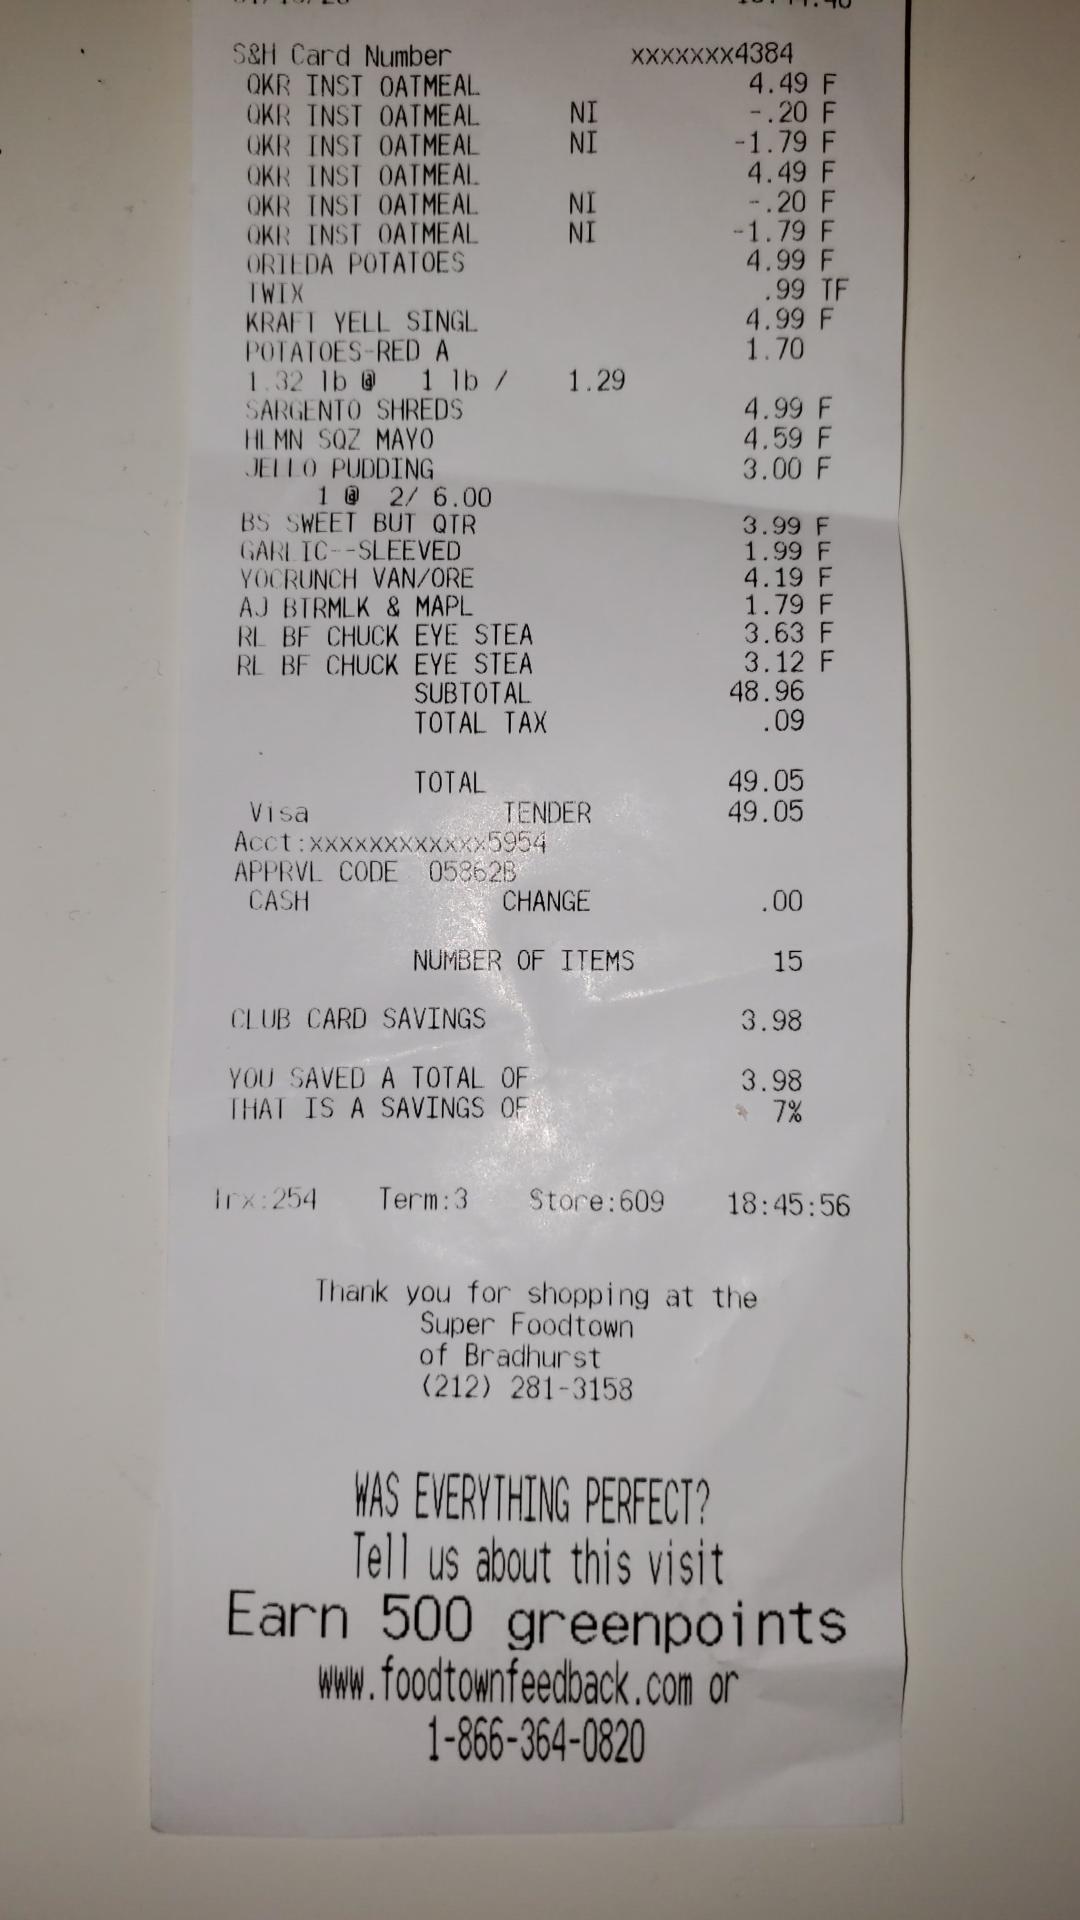 S&H Card Number xxxxxxx4384
QKR INST OATMEAL 4.49 F
QKR INST OATMEAL NI -.20 F
QKR INST OATMEAL NI -1.79 F
QKR INST OATMEAL 4.49 F
QKR INST OATMEAL NI -.20 F
QKR INST OATMEAL NI -1.79 F
ORIEDA POTATOES 4.99 F
TWIX .99 TF
KRAFT YELL SINGL 4.99 F
POTATOES-RED A 1.70
1.32 lb @ 1 lb / 1.29
SARGENTO SHREDS 4.99 F
HLMN SQZ MAYO 4.59 F
JELLO PUDDING 3.00 F
1 @ 2/ 6.00
BS SWEET BUT QTR 3.99 F
GARLIC--SLEEVED 1.99 F
YOCRUNCH VAN/ORE 4.19 F
AJ BTRMLK & MAPL 1.79 F
RL BF CHUCK EYE STEA 3.63 F
RL BF CHUCK EYE STEA 3.12 F
SUBTOTAL 48.96
TOTAL TAX .09
TOTAL 49.05
Visa TENDER 49.05
Acct:xxxxxxxxxxxx5954
APPRVL CODE 05862B
CASH CHANGE .00
NUMBER OF ITEMS 15
CLUB CARD SAVINGS 3.98
YOU SAVED A TOTAL OF 3.98
THAT IS A SAVINGS OF 7%
Trx:254 Term:3 Store:609 18:45:56
Thank you for shopping at the
Super Foodtown
of Bradhurst
(212) 281-3158
WAS EVERYTHING PERFECT?
Tell us about this visit
Earn 500 greenpoints
www.foodtownfeedback.com or
1-866-364-0820